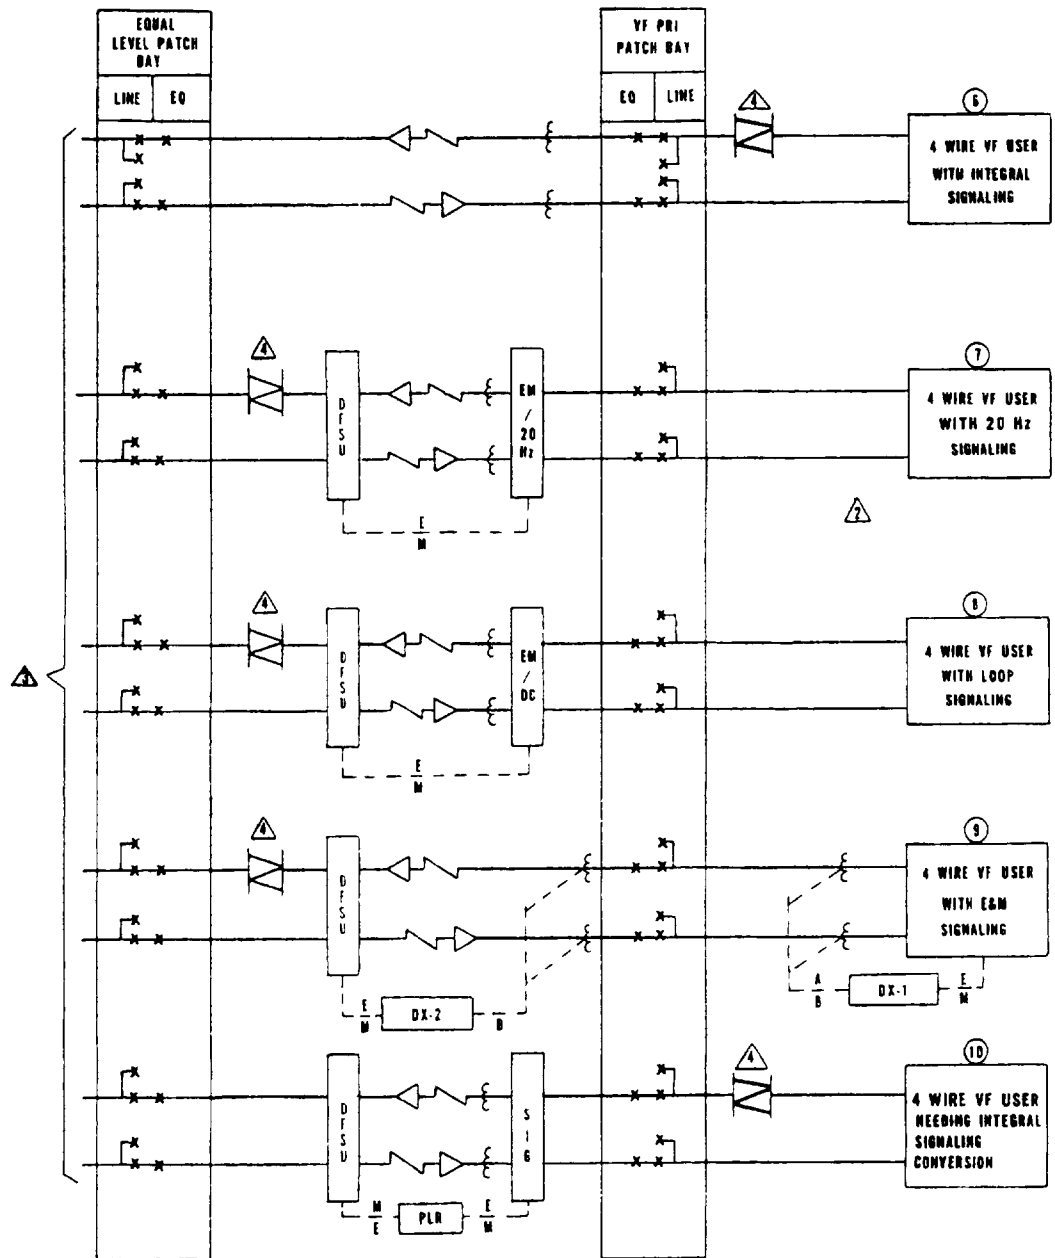 EQUAL
LEVEL PATCH
BAY
LINE EQ
VF PRI
PATCH BAY
EQ LINE
4
6
4 WIRE VF USER
WITH INTEGRAL
SIGNALING
4
DFSU
EM
/
20
Hz
E
M
7
4 WIRE VF USER
WITH 20 Hz
SIGNALING
2
3
4
DFSU
EM
/
DC
E
M
8
4 WIRE VF USER
WITH LOOP
SIGNALING
4
DFSU
E
M
DX-2
B
9
4 WIRE VF USER
WITH E&M
SIGNALING
A
B
DX-1
E
M
DFSU
SIG
M
E
PLR
E
M
4
10
4 WIRE VF USER
NEEDING INTEGRAL
SIGNALING
CONVERSION